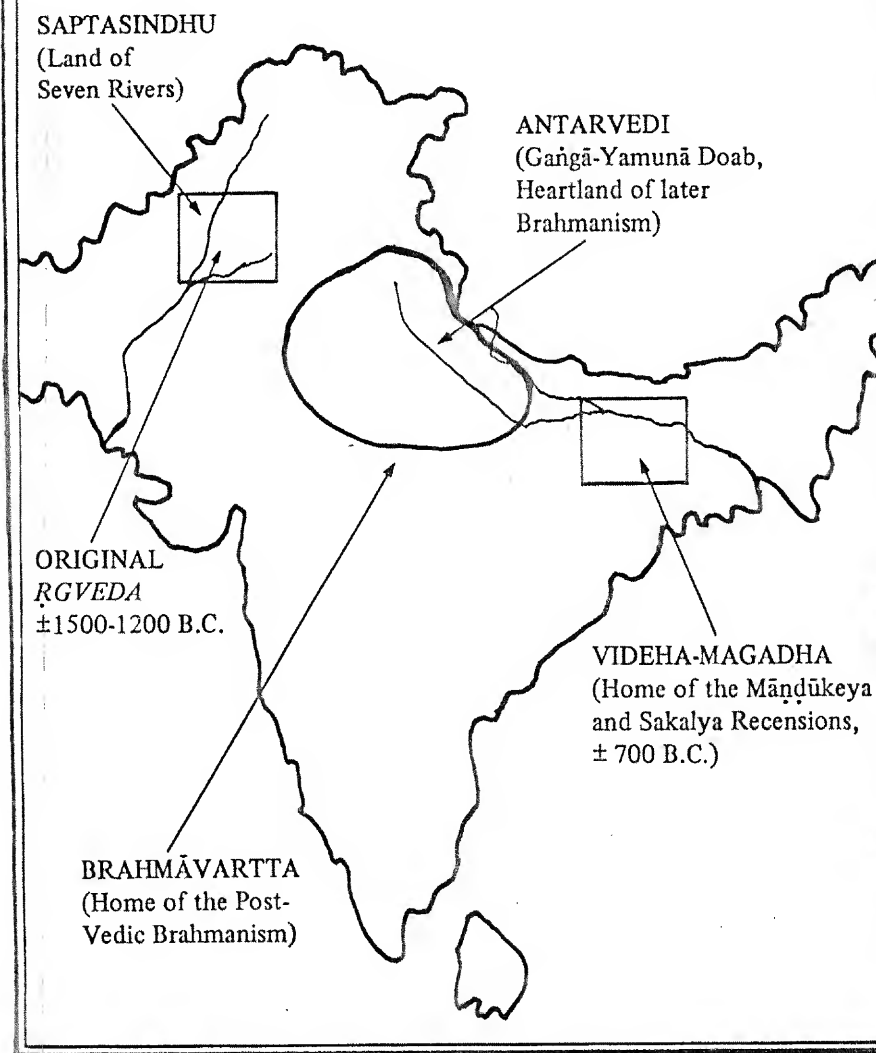 SAPTASINDHU
(Land of
Seven Rivers)
ANTARVEDI
(Gaṅgā-Yamunā Doab,
Heartland of later
Brahmanism)
ORIGINAL
ṚGVEDA
±1500-1200 B.C.
VIDEHA-MAGADHA
(Home of the Māṇḍūkeya
and Sakalya Recensions,
± 700 B.C.)
BRAHMĀVARTTA
(Home of the Post-
Vedic Brahmanism)